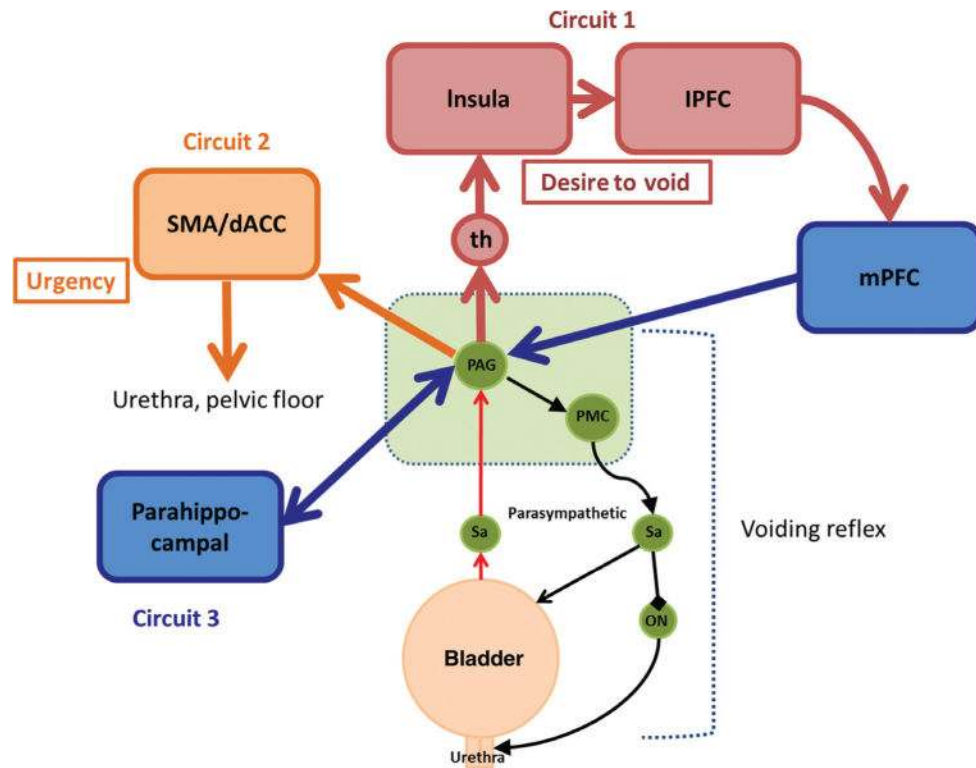 Circuit 1
Insula
lPFC
Circuit 2
Desire to void
SMA/dACC
th
mPFC
Urgency
PAG
Urethra, pelvic floor
PMC
Parahippo-
campal
Parasympathetic
Sa
Sa
Voiding reflex
Circuit 3
ON
Bladder
Urethra